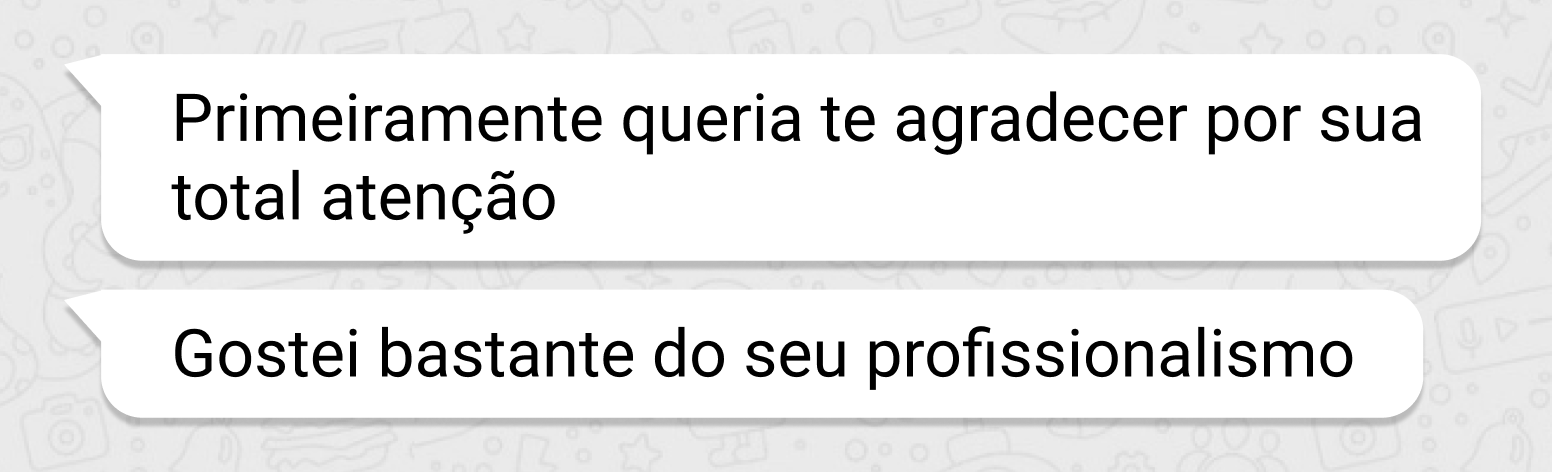 Primeiramente queria te agradecer por sua
total atenção
Gostei bastante do seu profissionalismo